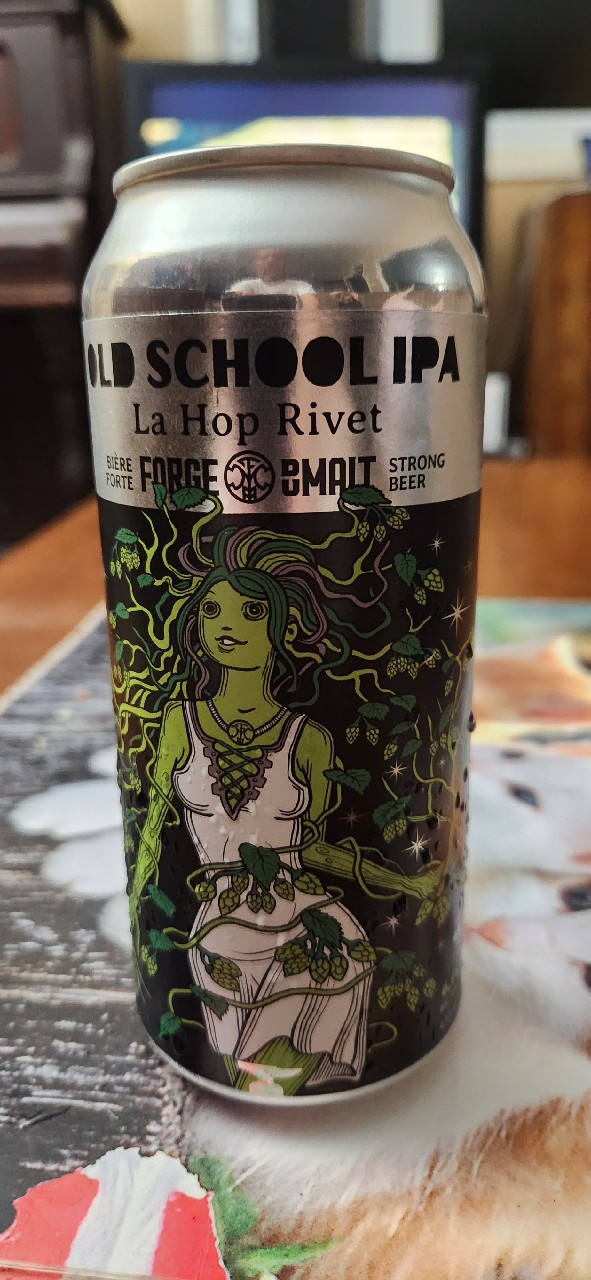 OLD SCHOOL IPA
La Hop Rivet
BIÈRE
FORTE
FORGE DU MALT
STRONG
BEER